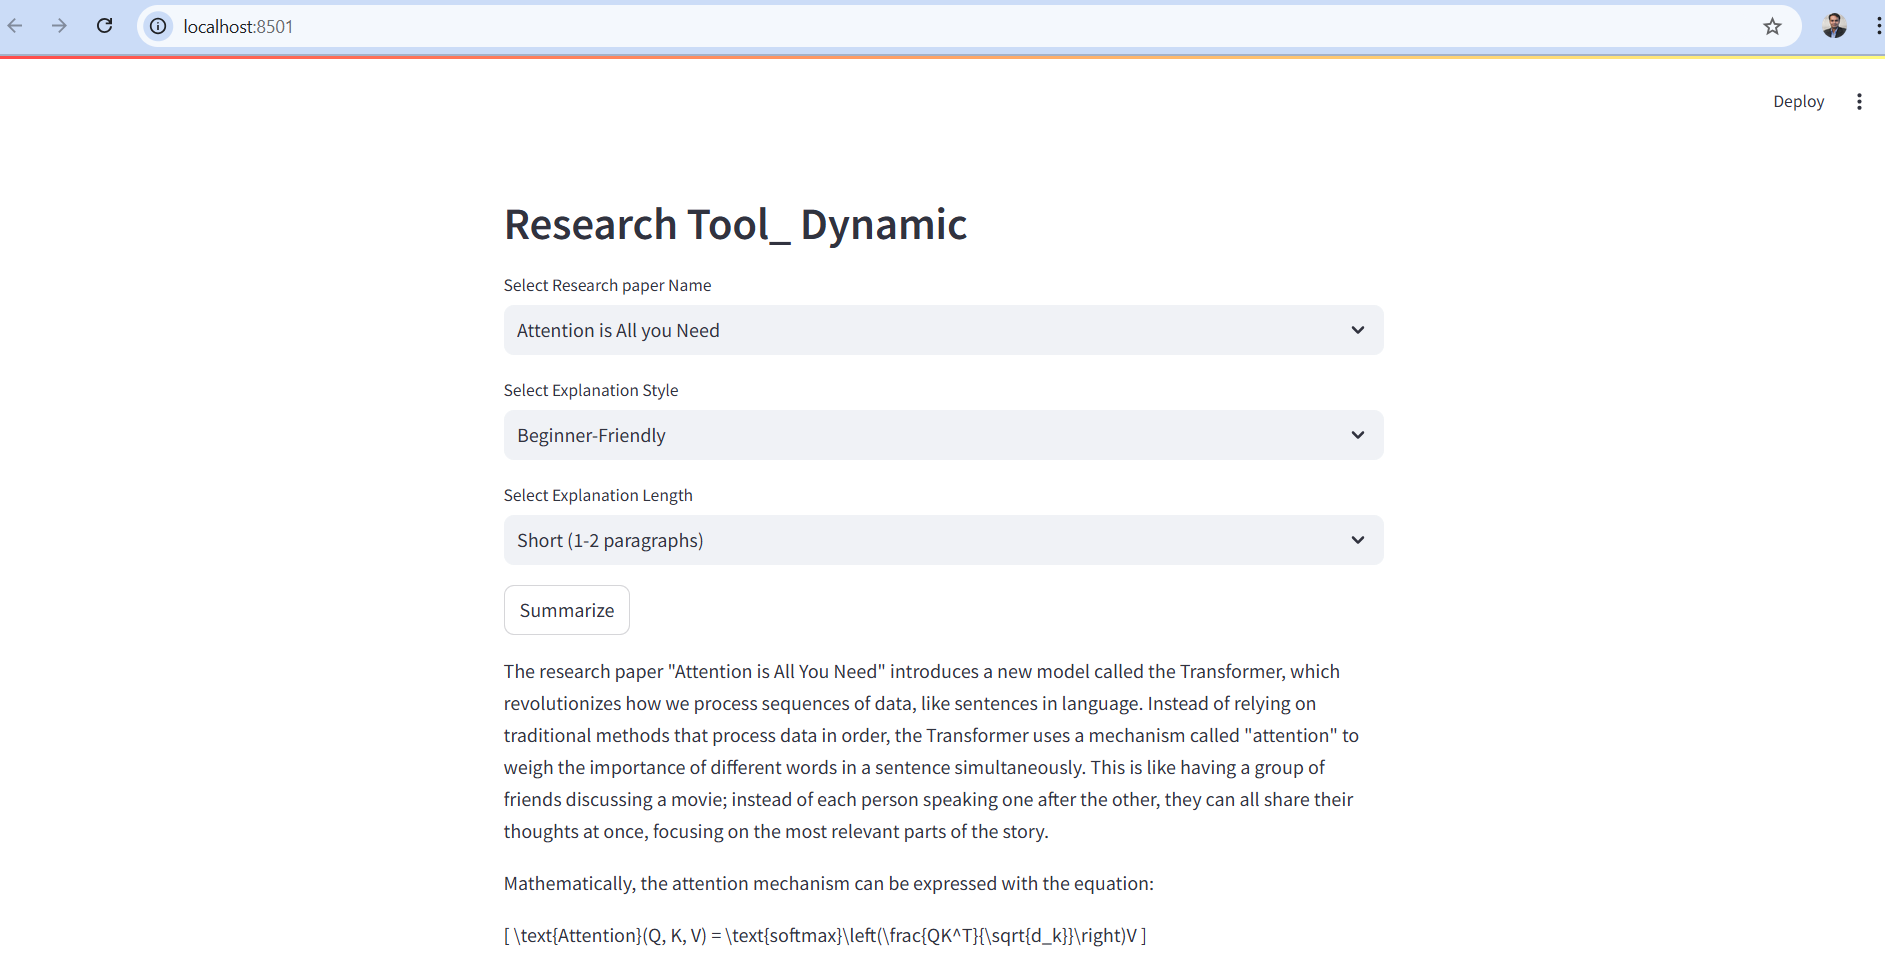 localhost:8501
Deploy
Research Tool_ Dynamic
Select Research paper Name
Attention is All you Need
Select Explanation Style
Beginner-Friendly
Select Explanation Length
Short (1-2 paragraphs)
Summarize
The research paper "Attention is All You Need" introduces a new model called the Transformer, which
revolutionizes how we process sequences of data, like sentences in language. Instead of relying on
traditional methods that process data in order, the Transformer uses a mechanism called "attention" to
weigh the importance of different words in a sentence simultaneously. This is like having a group of
friends discussing a movie; instead of each person speaking one after the other, they can all share their
thoughts at once, focusing on the most relevant parts of the story.
Mathematically, the attention mechanism can be expressed with the equation:
[ \text{Attention}(Q, K, V) = \text{softmax}\left(\frac{QK^T}{\sqrt{d_k}}\right)V ]